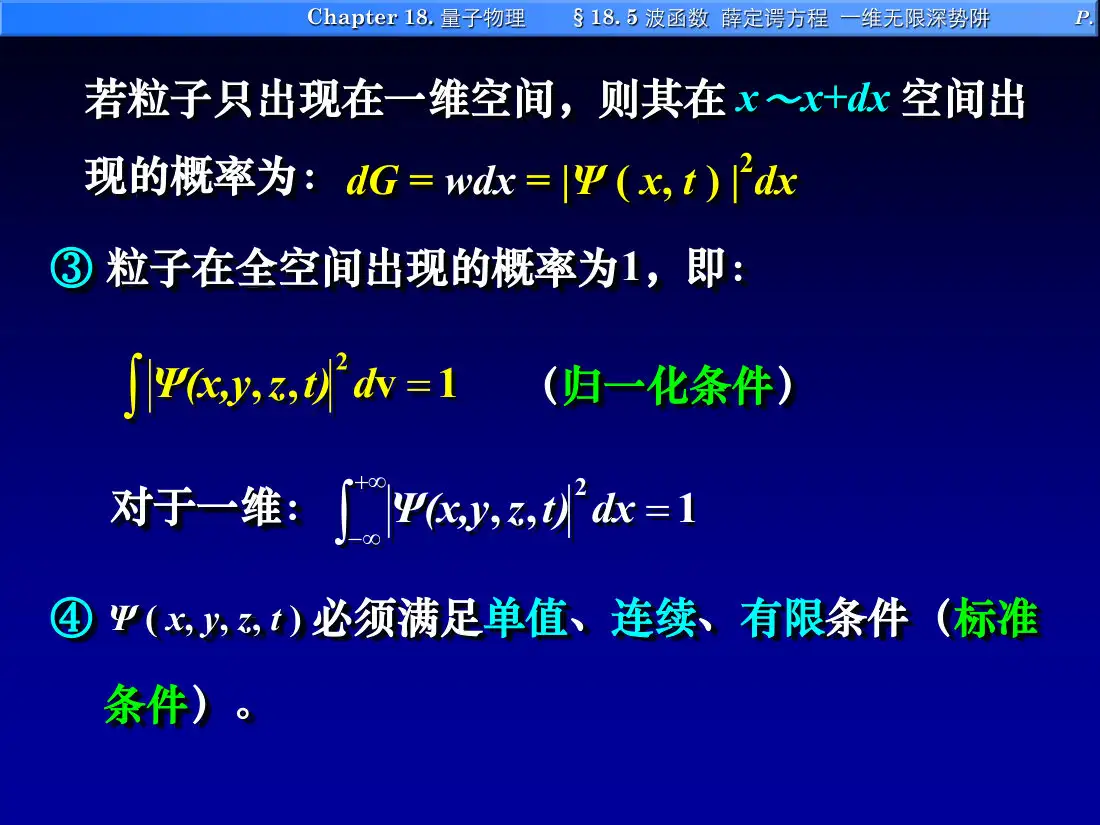 Chapter 18. 量子物理 § 18. 5 波函数 薛定谔方程 一维无限深势阱 P.
若粒子只出现在一维空间，则其在 x～x+dx 空间出
现的概率为： dG = wdx = |Ψ ( x, t ) |²dx
③ 粒子在全空间出现的概率为1，即：
∫|Ψ(x,y, z, t)|² dv = 1 （归一化条件）
对于一维： ∫₋∞⁺∞ |Ψ(x,y, z, t)|² dx = 1
④ Ψ ( x, y, z, t ) 必须满足单值、连续、有限条件（标准
条件）。